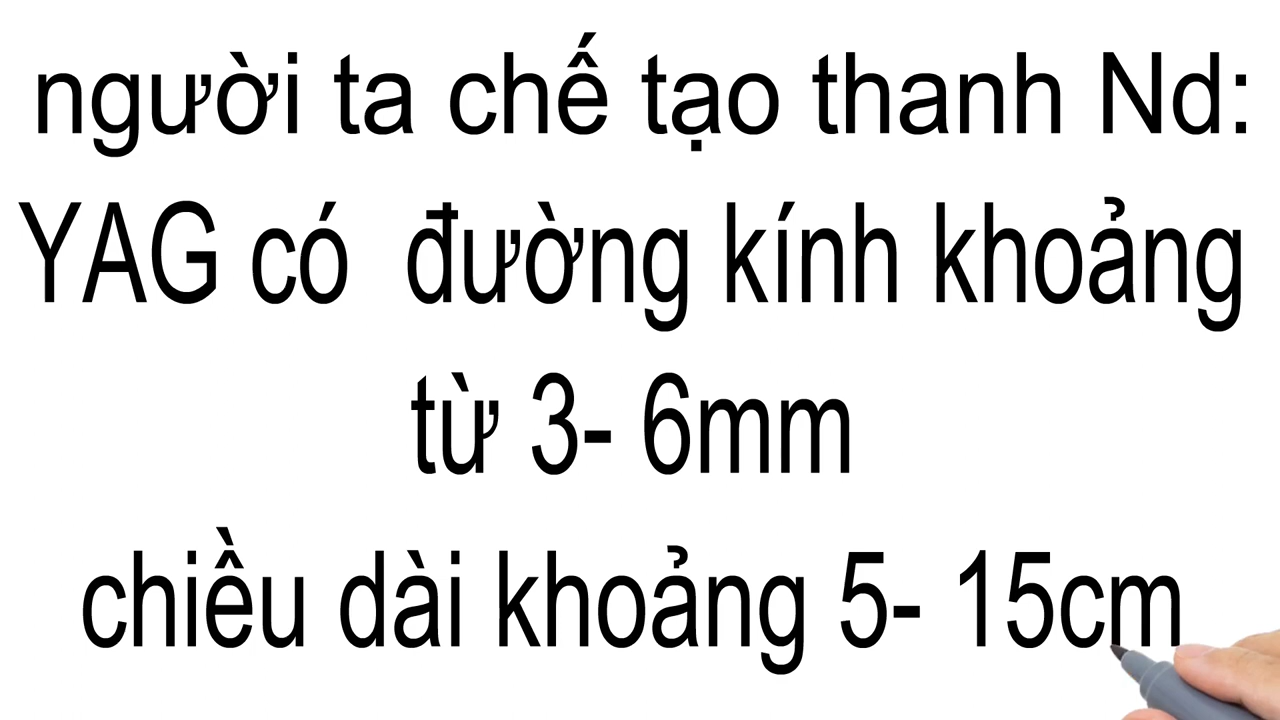 người ta chế tạo thanh Nd:
YAG có đường kính khoảng
từ 3- 6mm
chiều dài khoảng 5- 15cm